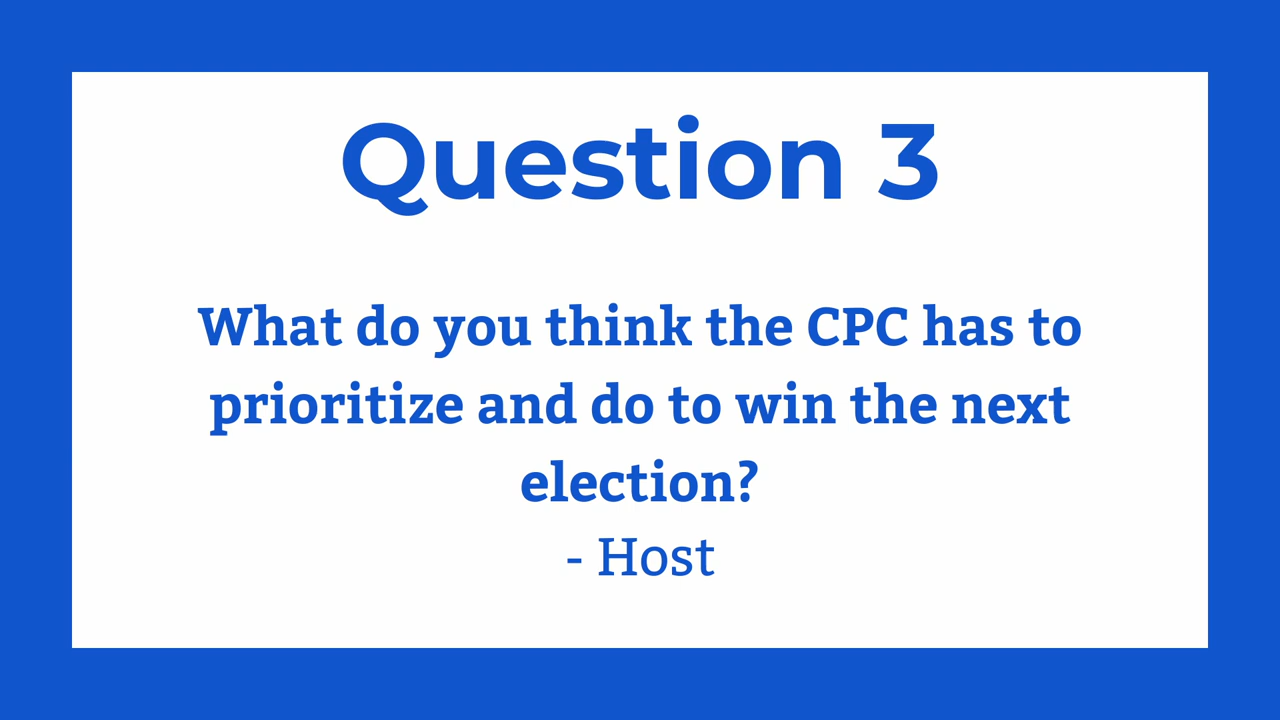 Question 3
What do you think the CPC has to
prioritize and do to win the next
election?
- Host